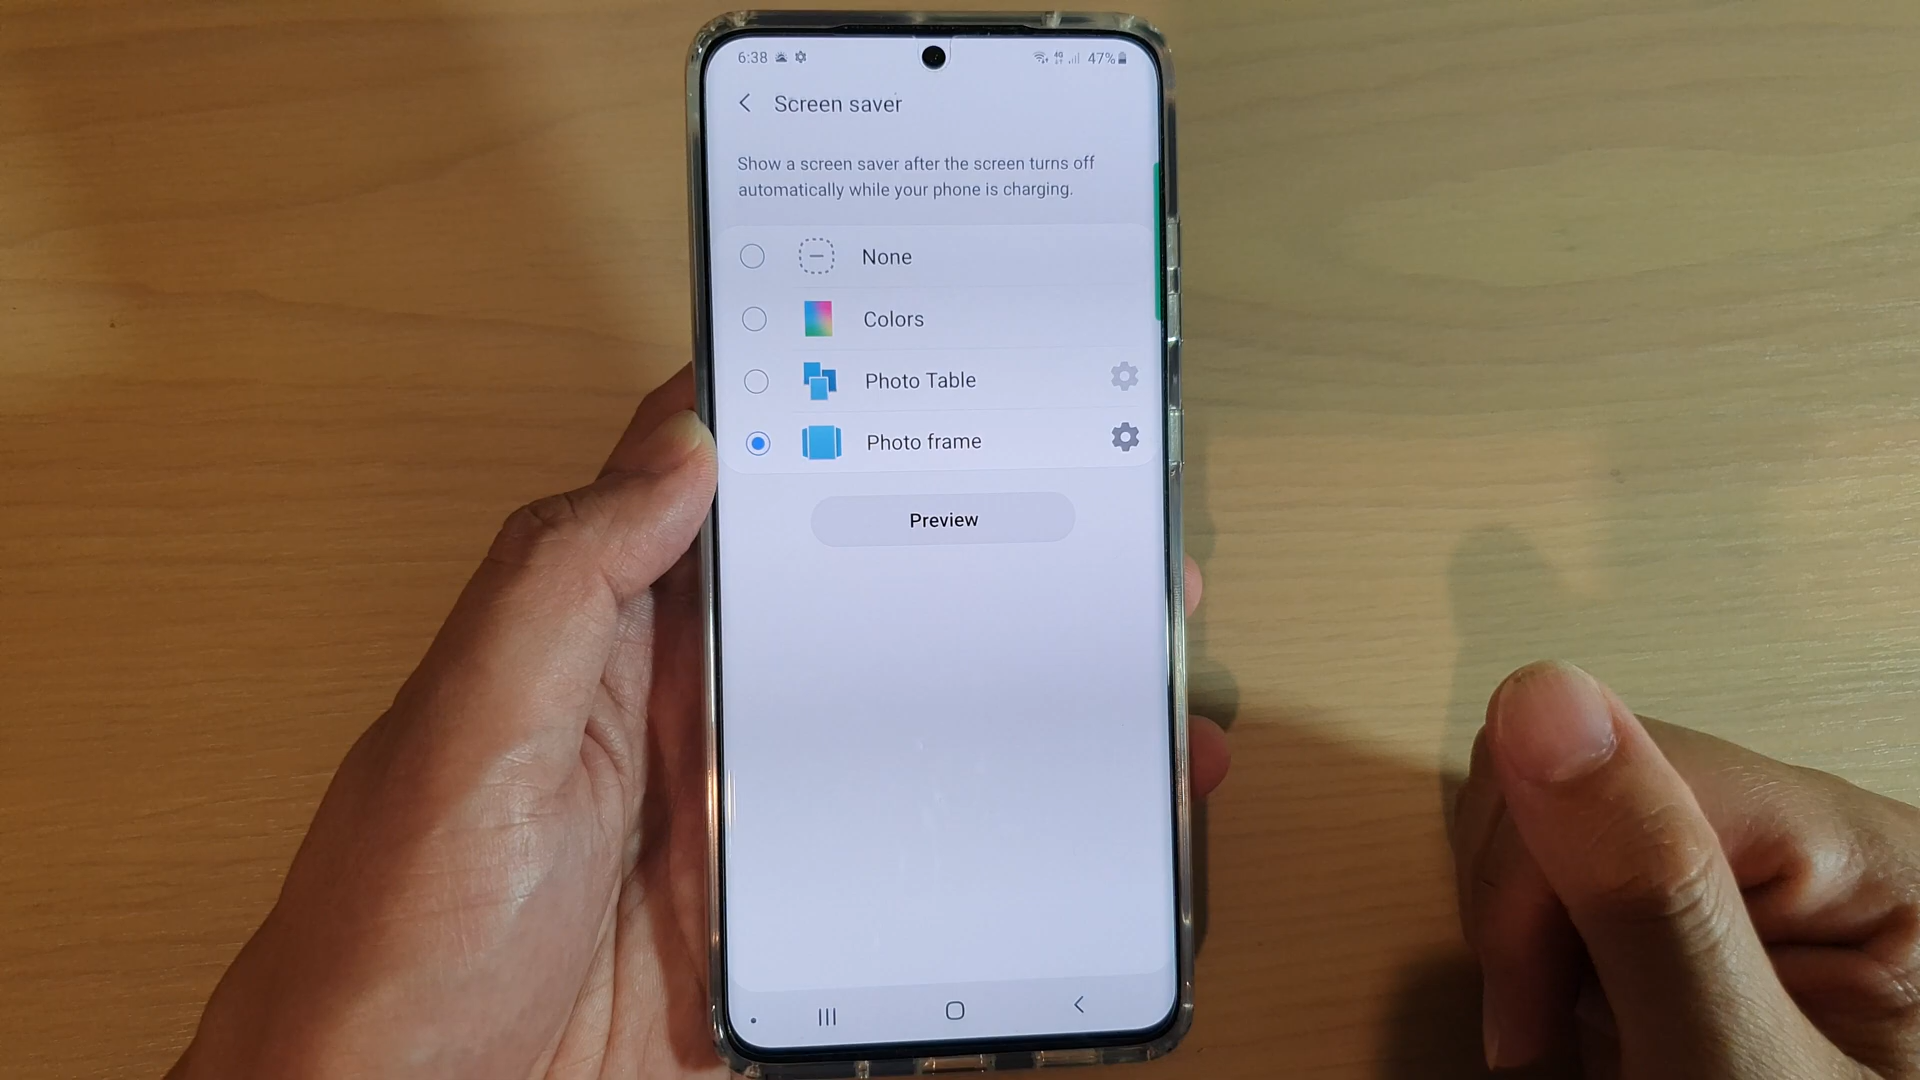 6:38 4G 47%
Screen saver
Show a screen saver after the screen turns off
automatically while your phone is charging.
None
Colors
Photo Table
Photo frame
Preview